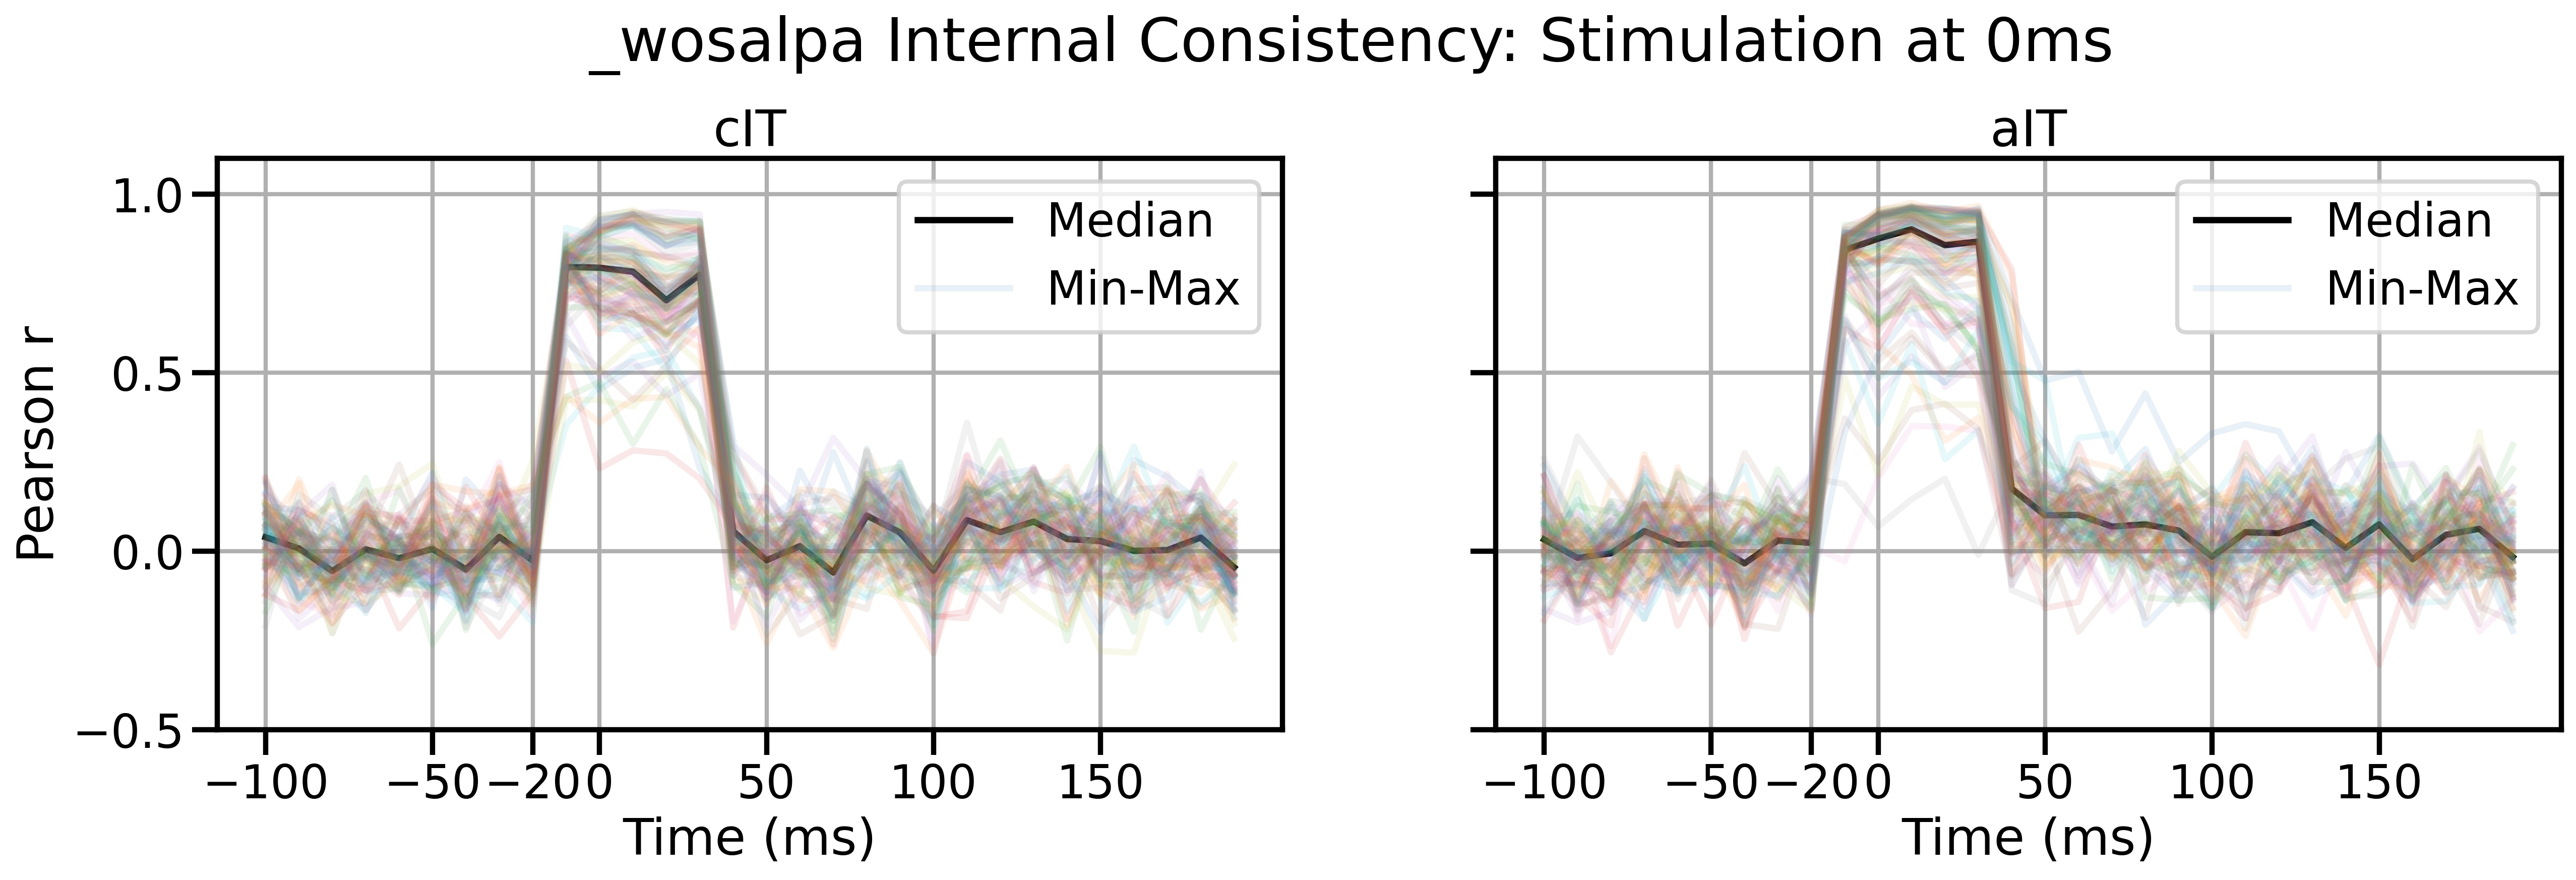 _wosalpa Internal Consistency: Stimulation at 0ms
cIT
aIT
1.0
0.5
0.0
−0.5
Pearson r
Median
Min-Max
Median
Min-Max
−100 −50 −20 0 50 100 150
−100 −50 −20 0 50 100 150
Time (ms)
Time (ms)